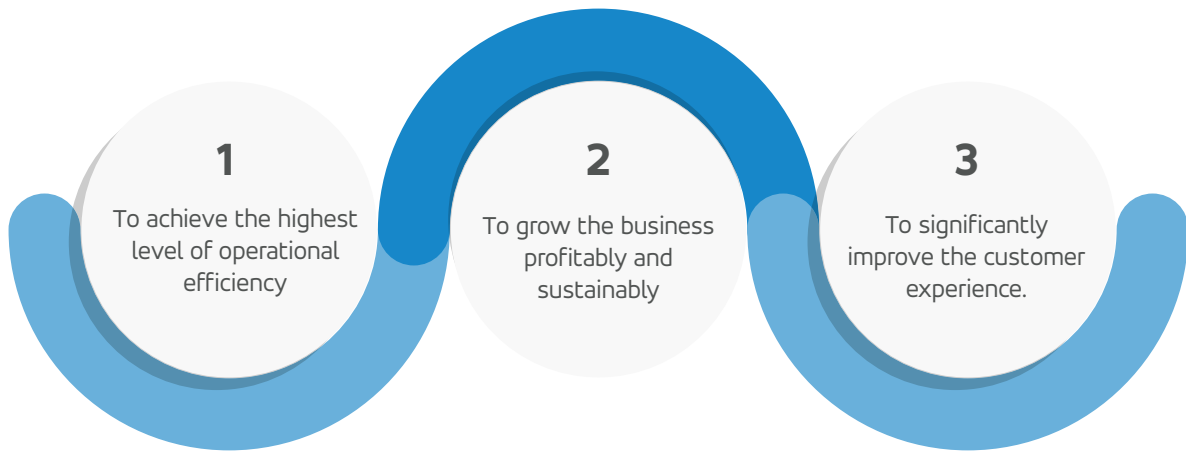 1
To achieve the highest
level of operational
efficiency
2
To grow the business
profitably and
sustainably
3
To significantly
improve the customer
experience.